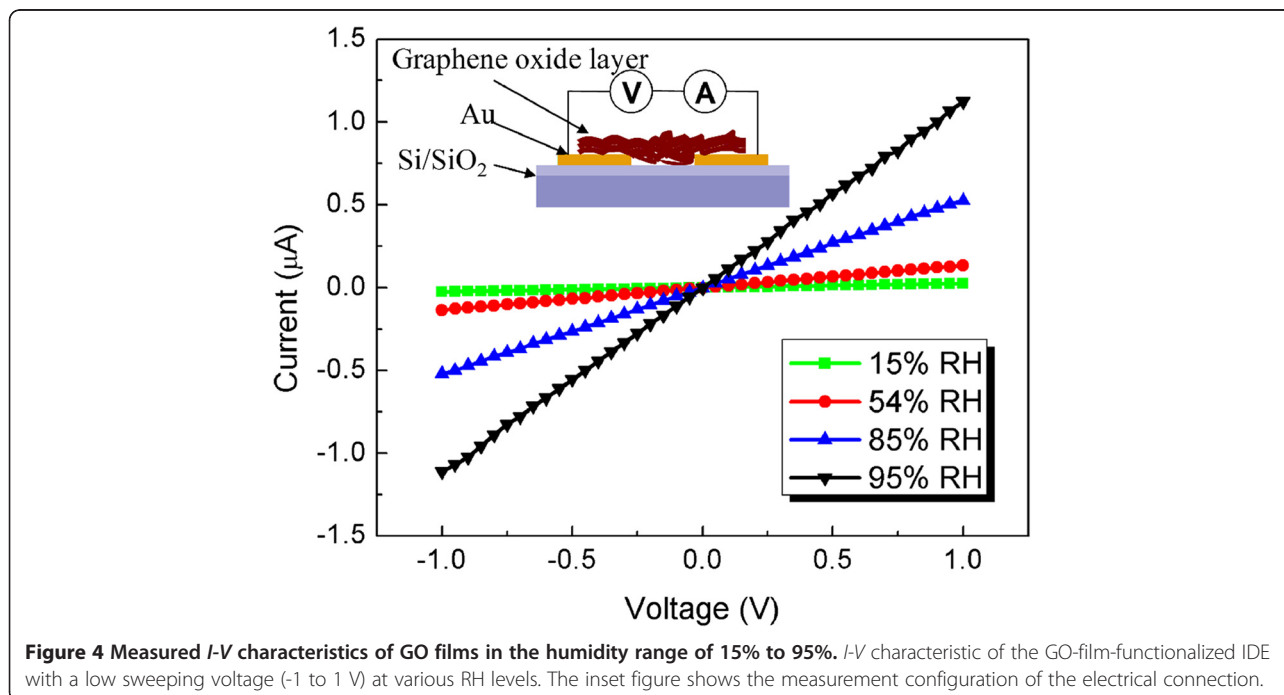 1.5
1.0
0.5
0.0
-0.5
-1.0
-1.5
Current (μA)
Graphene oxide layer
V A
Au
Si/SiO₂
15% RH
54% RH
85% RH
95% RH
-1.0 -0.5 0.0 0.5 1.0
Voltage (V)
Figure 4 Measured I-V characteristics of GO films in the humidity range of 15% to 95%. I-V characteristic of the GO-film-functionalized IDE
with a low sweeping voltage (-1 to 1 V) at various RH levels. The inset figure shows the measurement configuration of the electrical connection.